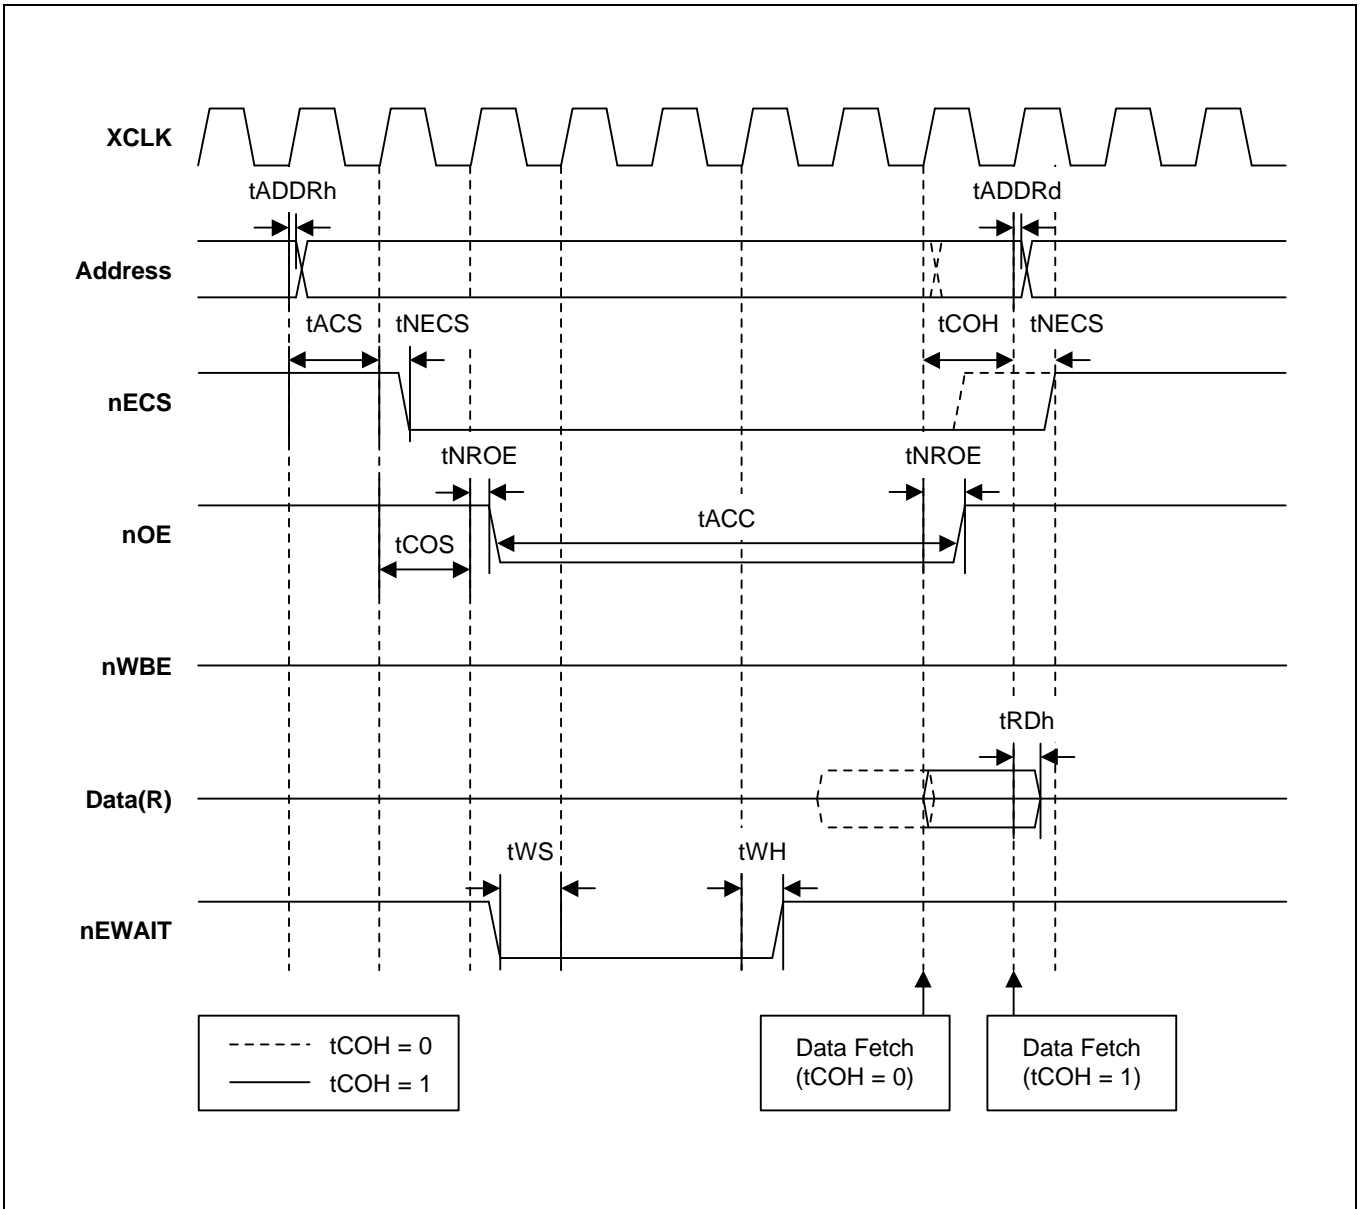 XCLK
tADDRh
tADDRd
Address
tACS
tNECS
tCOH
tNECS
nECS
tNROE
tNROE
nOE
tACC
tCOS
nWBE
tRDh
Data(R)
tWS
tWH
nEWAIT
tCOH = 0
tCOH = 1
Data Fetch
(tCOH = 0)
Data Fetch
(tCOH = 1)